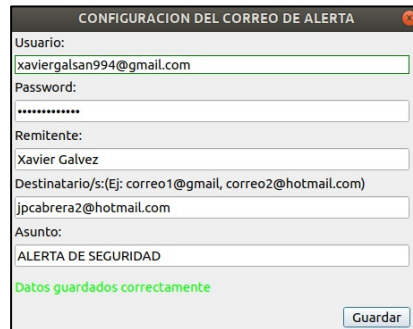 CONFIGURACION DEL CORREO DE ALERTA
Usuario:
xaviergalsan994@gmail.com
Password:
•••••••••••••
Remitente:
Xavier Galvez
Destinatario/s:(Ej: correo1@gmail, correo2@hotmail.com)
jpcabrera2@hotmail.com
Asunto:
ALERTA DE SEGURIDAD
Datos guardados correctamente
Guardar